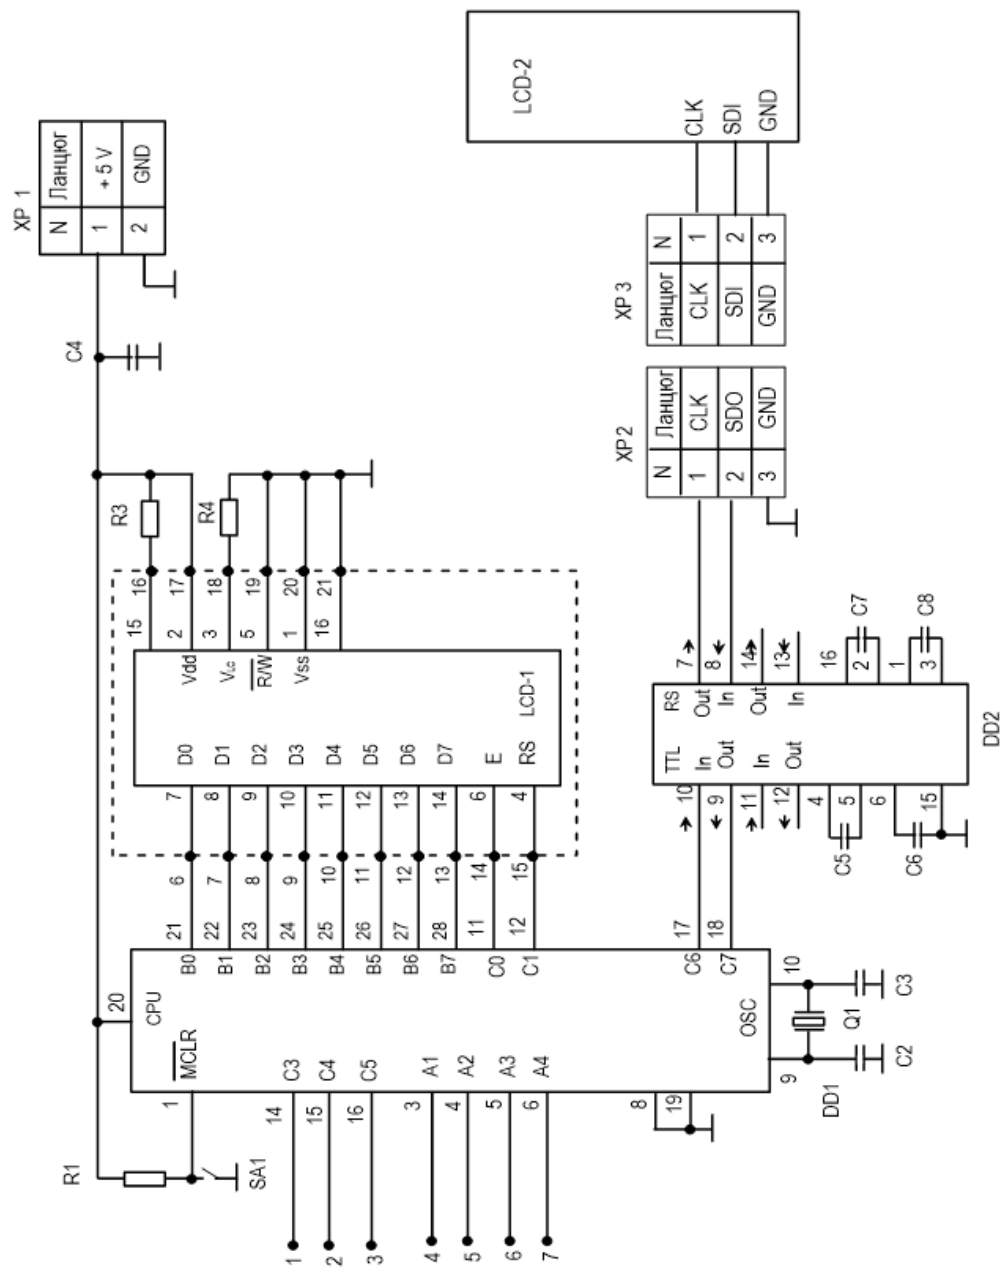 R1
SA1
1
2
3
4
5
6
7
14
15
16
3
4
5
6
1
8
19
20
CPU
MCLR
C3
C4
C5
A1
A2
A3
A4
OSC
DD1
9
10
C2
Q1
C3
B0
B1
B2
B3
B4
B5
B6
B7
C0
C1
C6
C7
21
22
23
24
25
26
27
28
11
12
17
18
6
7
8
9
10
11
12
13
14
15
7
8
9
10
11
12
13
14
6
4
D0
D1
D2
D3
D4
D5
D6
D7
E
RS
Vdd
VLC
R/W
Vss
LCD-1
15
2
3
5
1
16
16
17
18
19
20
21
R3
R4
C4
XP 1
N Ланцюг
1 + 5 V
2 GND
10
9
11
12
4
5
6
15
C5
C6
TTL RS
In Out
Out In
In Out
Out In
DD2
7
8
14
13
16
2
1
3
C7
C8
XP2
N Ланцюг
1 CLK
2 SDO
3 GND
XP 3
Ланцюг N
CLK 1
SDI 2
GND 3
LCD-2
CLK
SDI
GND